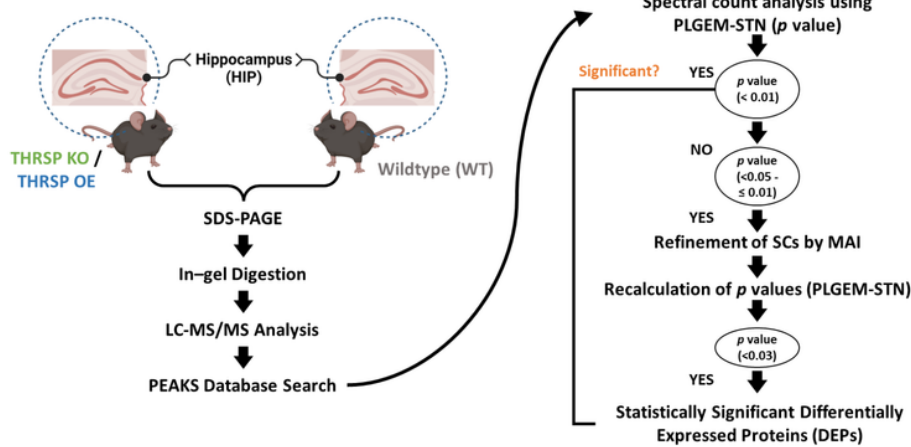 Hippocampus
(HIP)
THRSP KO /
THRSP OE
Wildtype (WT)
SDS-PAGE
In–gel Digestion
LC-MS/MS Analysis
PEAKS Database Search
Spectral count analysis using
PLGEM-STN (p value)
Significant?
YES
p value
(< 0.01)
NO
p value
(<0.05 -
≤ 0.01)
YES
Refinement of SCs by MAI
Recalculation of p values (PLGEM-STN)
p value
(<0.03)
YES
Statistically Significant Differentially
Expressed Proteins (DEPs)